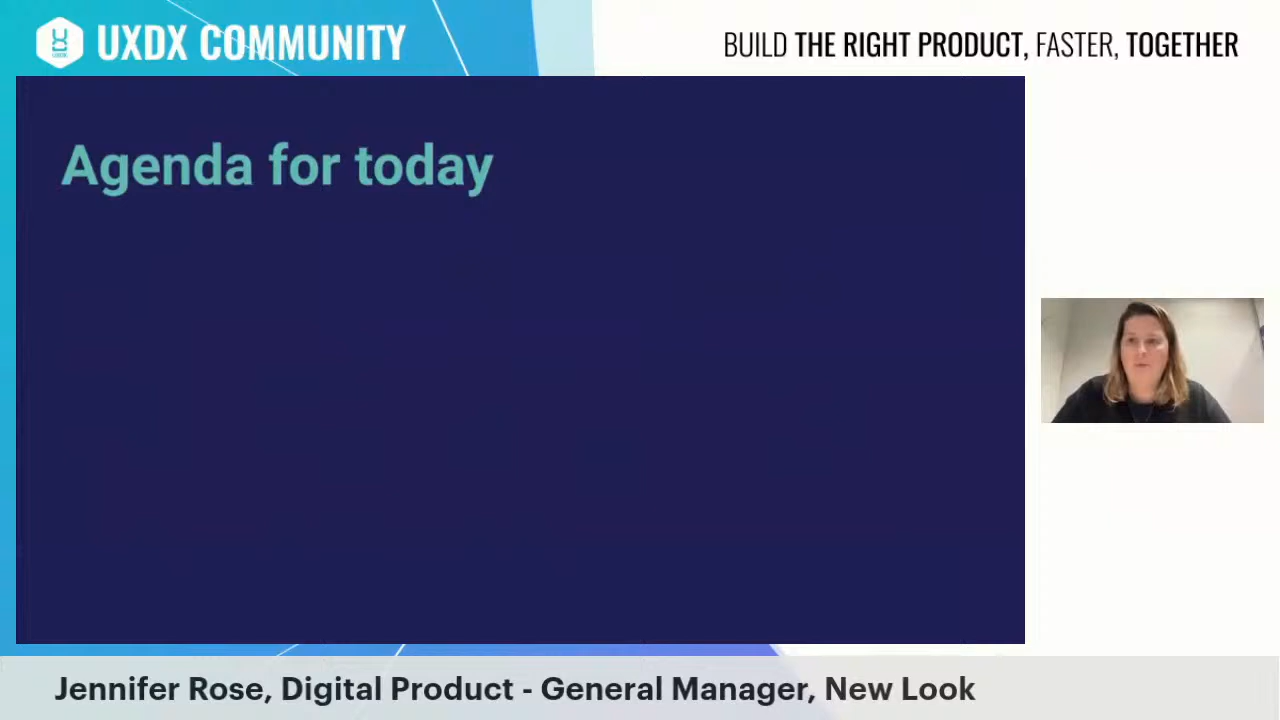 UXDX COMMUNITY
BUILD THE RIGHT PRODUCT, FASTER, TOGETHER
Agenda for today
Jennifer Rose, Digital Product - General Manager, New Look